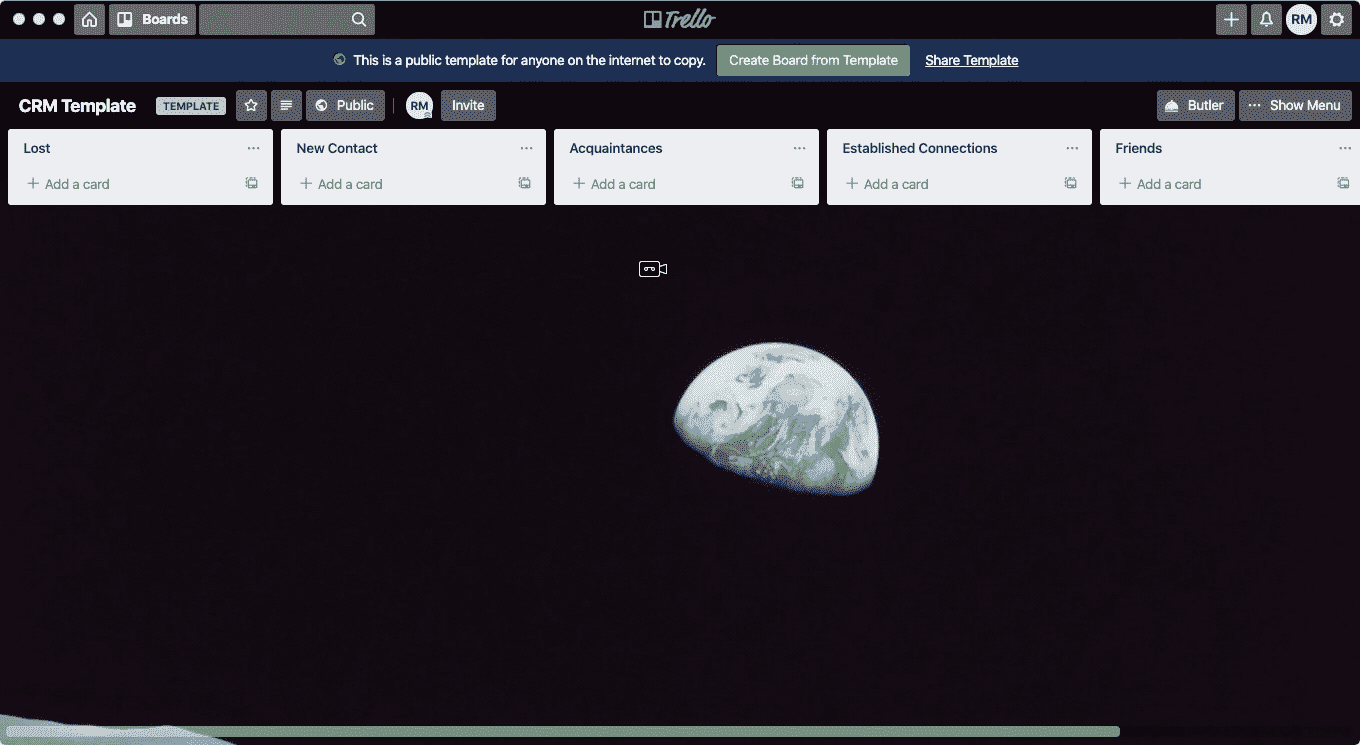 Boards
Trello
RM
This is a public template for anyone on the internet to copy. Create Board from Template Share Template
CRM Template TEMPLATE Public RM Invite Butler ··· Show Menu
Lost ··· New Contact ··· Acquaintances ··· Established Connections ··· Friends ···
+ Add a card + Add a card + Add a card + Add a card + Add a card